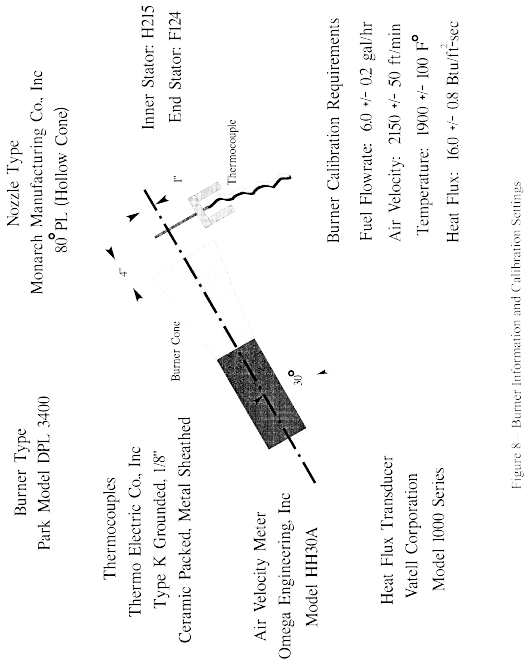 Burner Type
Park Model DPL 3400
Nozzle Type
Monarch Manufacturing Co., Inc
80° PL (Hollow Cone)
Inner Stator: H215
End Stator: F124
Thermocouples
Thermo Electric Co., Inc
Type K Grounded, 1/8"
Ceramic Packed, Metal Sheathed
4"
1"
Burner Cone
Thermocouple
30°
Air Velocity Meter
Omega Engineering, Inc
Model HH30A
Heat Flux Transducer
Vatell Corporation
Model 1000 Series
Burner Calibration Requirements
Fuel Flowrate: 6.0 +/- 0.2 gal/hr
Air Velocity: 2150 +/- 50 ft/min
Temperature: 1900 +/- 100 F°
Heat Flux: 16.0 +/- 0.8 Btu/ft²-sec
Figure 8 Burner Information and Calibration Settings